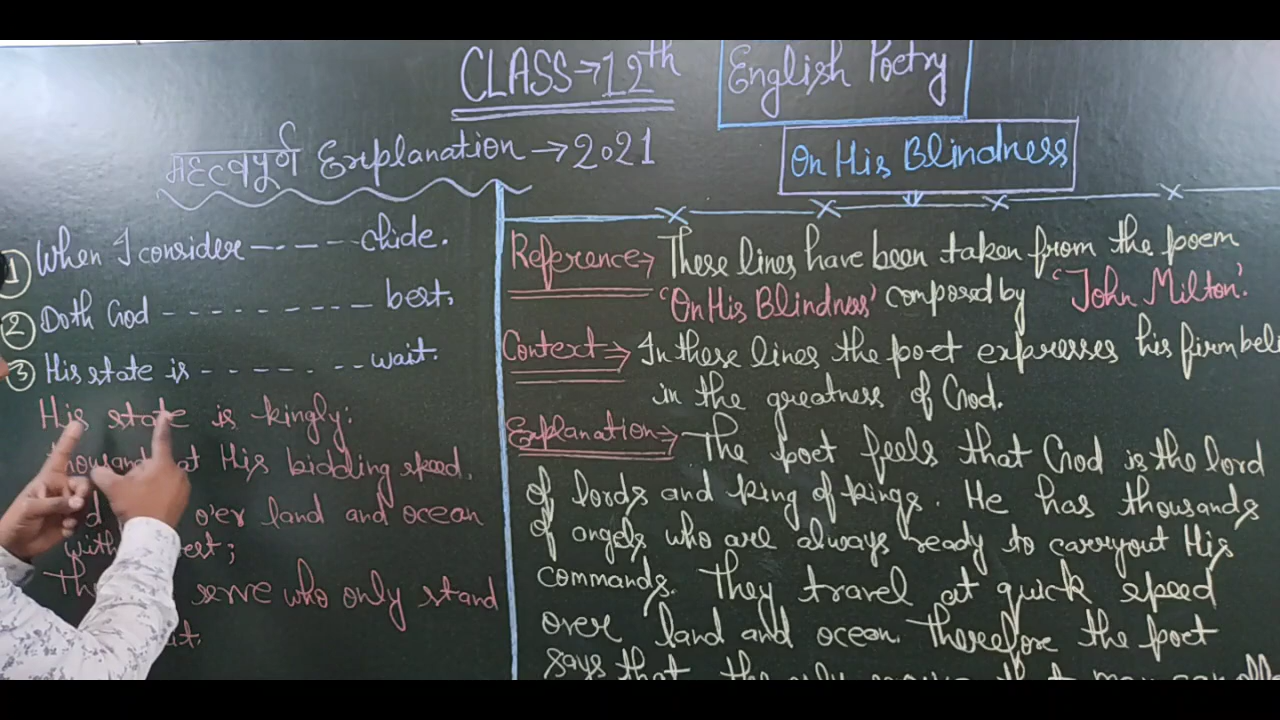 CLASS→12th
English Poetry
महत्वपूर्ण Explanation →2021
On His Blindness
① When I consider ---- chide.
② Doth God --------- best.
③ His state is ------ -- wait.
His state is kingly:
at His bidding speed,
o'er land and ocean
serve who only stand
Reference→ These lines have been taken from the poem
'On His Blindness' composed by 'John Milton'.
Context⇒ In these lines the poet expresses his firm
in the greatness of God.
Explanation⇒ The poet feels that God is the lord
of lords and king of kings. He has thousands
of angels who are always ready to carryout His
commands. They travel at quick speed
over land and ocean. Therefore the poet
says that the only